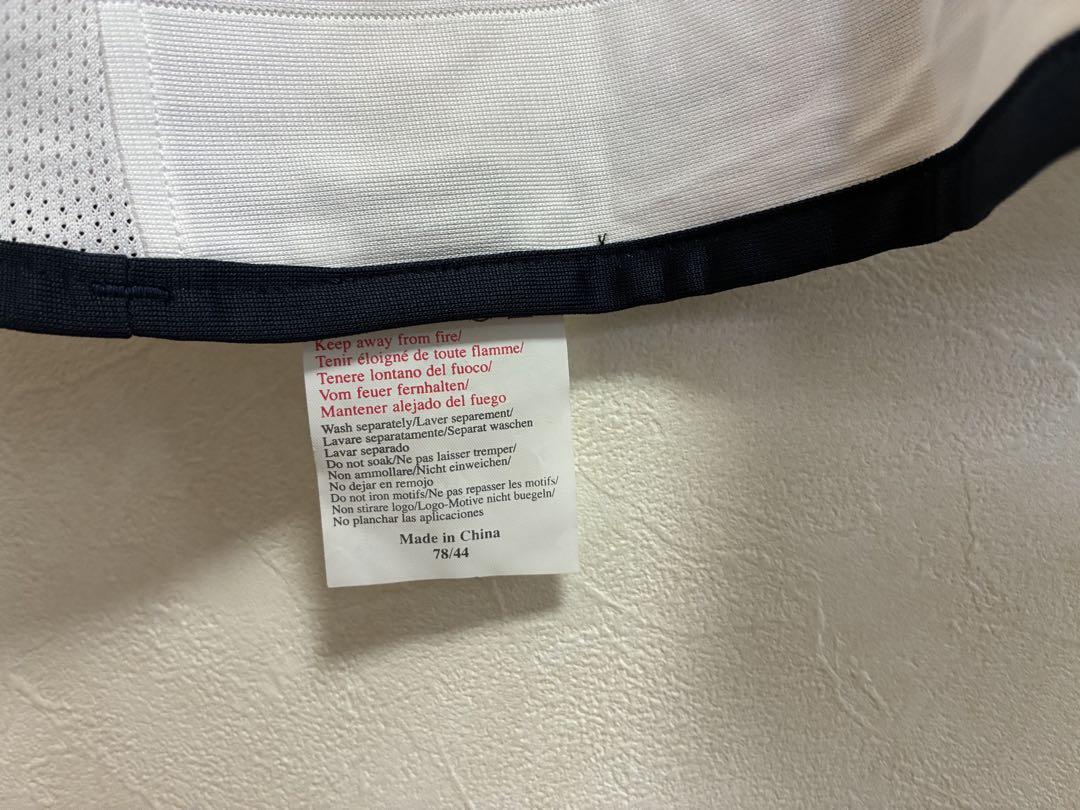 Keep away from fire/
Tenir éloigné de toute flamme/
Tenere lontano del fuoco/
Vom feuer fernhalten/
Mantener alejado del fuego
Wash separately/Laver separement/
Lavare separatamente/Separat waschen
Lavar separado
Do not soak/Ne pas laisser tremper/
Non ammollare/Nicht einweichen/
No dejar en remojo
Do not iron motifs/Ne pas repasser les motifs/
Non stirare logo/Logo-Motive nicht buegeln/
No planchar las aplicaciones
Made in China
78/44